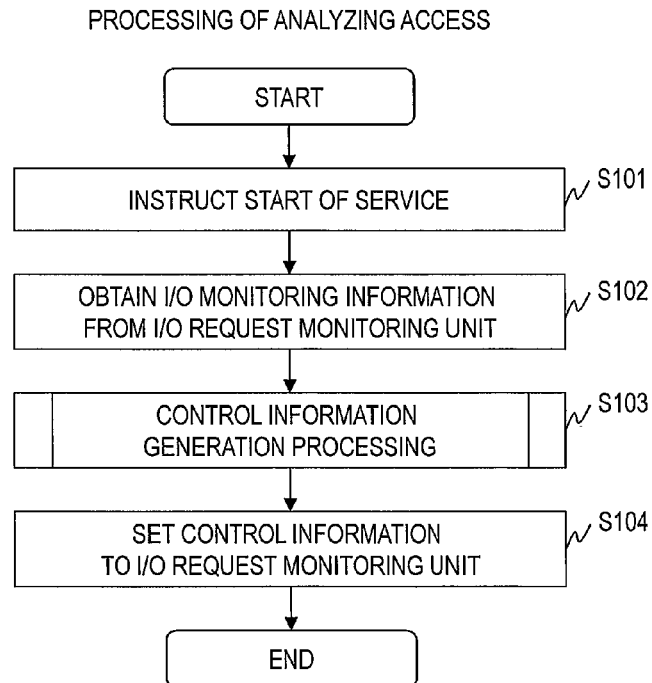 PROCESSING OF ANALYZING ACCESS
START
INSTRUCT START OF SERVICE
S101
OBTAIN I/O MONITORING INFORMATION
FROM I/O REQUEST MONITORING UNIT
S102
CONTROL INFORMATION
GENERATION PROCESSING
S103
SET CONTROL INFORMATION
TO I/O REQUEST MONITORING UNIT
S104
END